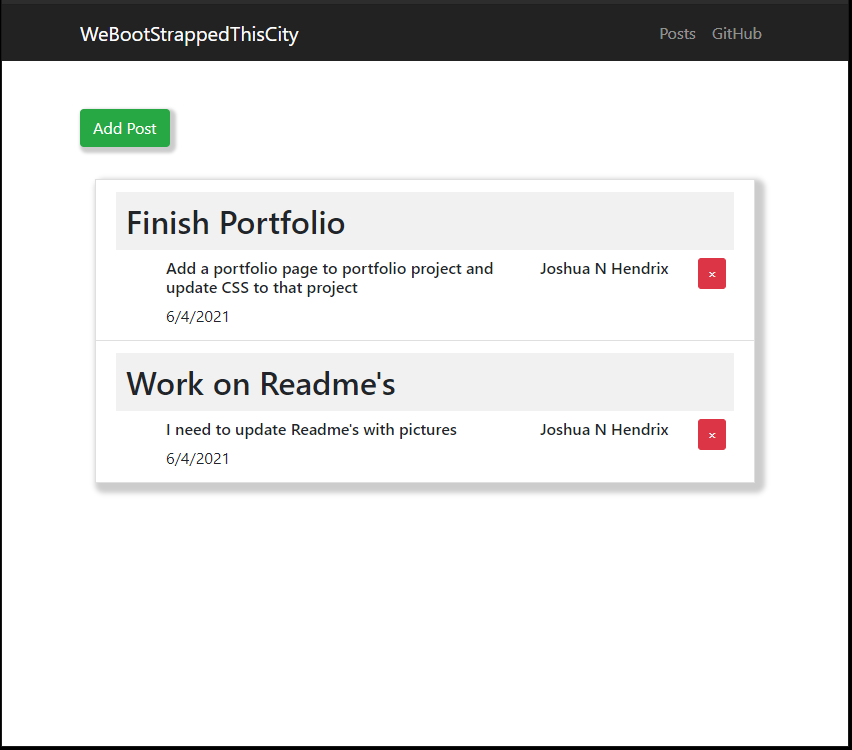 WeBootStrappedThisCity
Posts
GitHub
Add Post
Finish Portfolio
Add a portfolio page to portfolio project and
update CSS to that project
Joshua N Hendrix
×
6/4/2021
Work on Readme's
I need to update Readme's with pictures
Joshua N Hendrix
×
6/4/2021